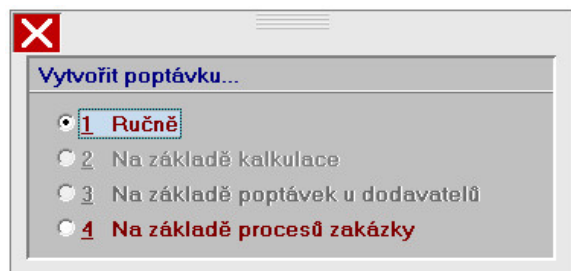 Vytvořit poptávku...
1 Ručně
2 Na základě kalkulace
3 Na základě poptávek u dodavatelů
4 Na základě procesů zakázky